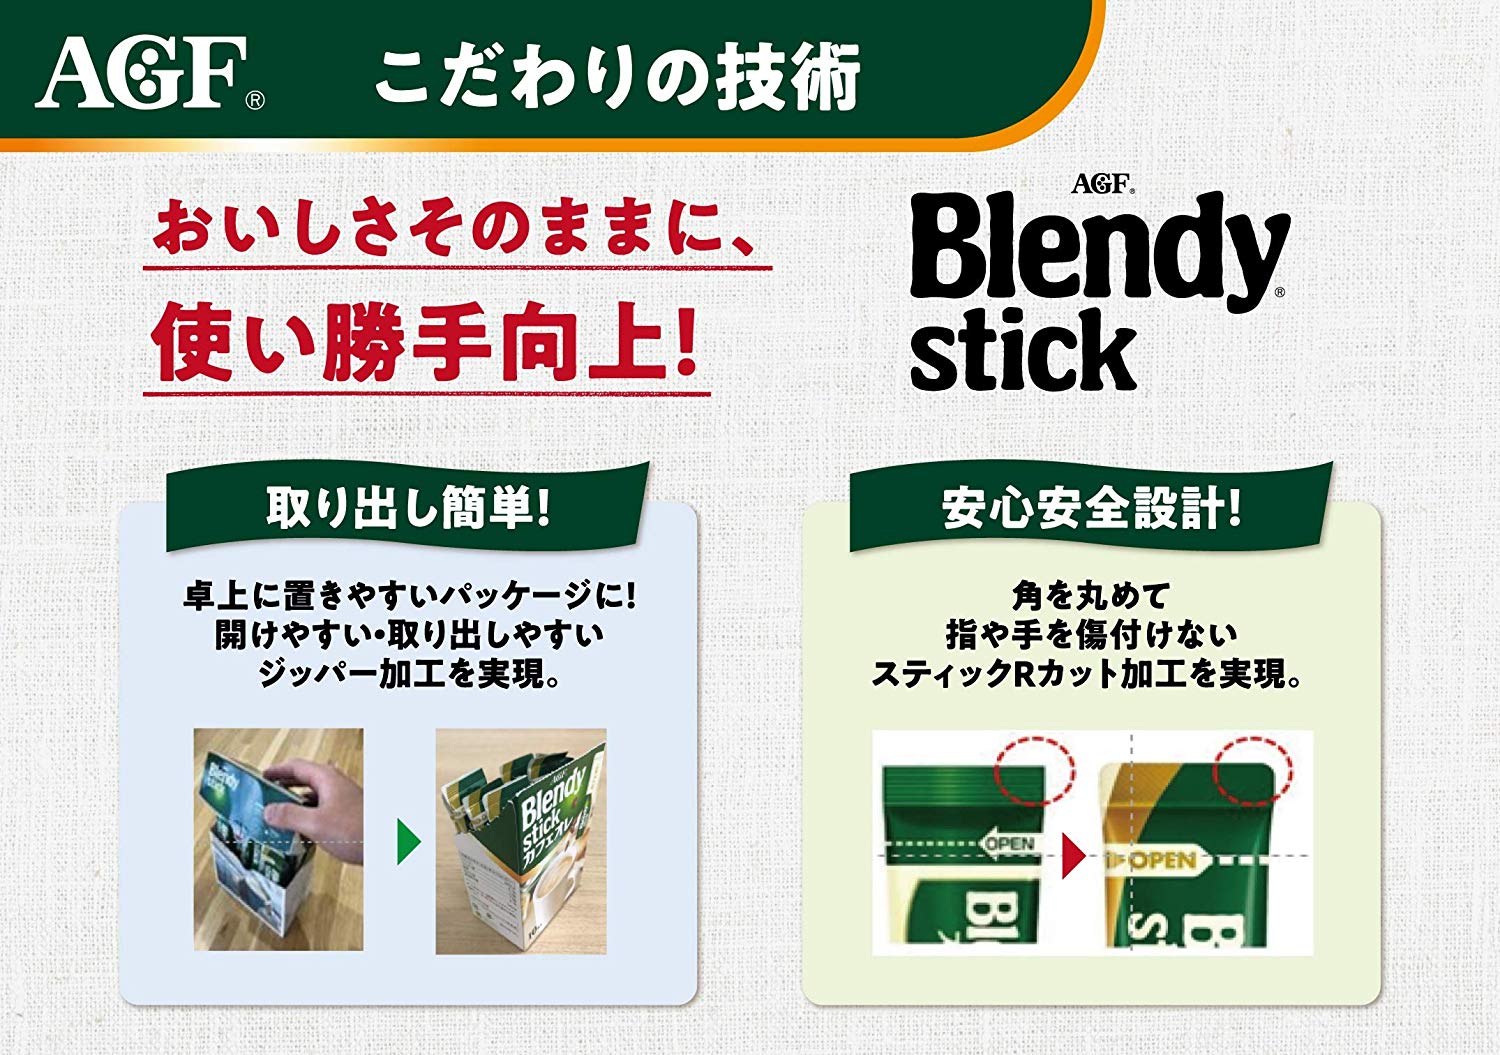 AGF®
こだわりの技術
おいしさそのままに、
使い勝手向上!
AGF®
Blendy®
stick
取り出し簡単!
卓上に置きやすいパッケージに!
開けやすい・取り出しやすい
ジッパー加工を実現。
Blendy
stick
AGF
Blendy
stick
カフェオレ
10
安心安全設計!
角を丸めて
指や手を傷付けない
スティックRカット加工を実現。
OPEN
Bl
OPEN
B
s